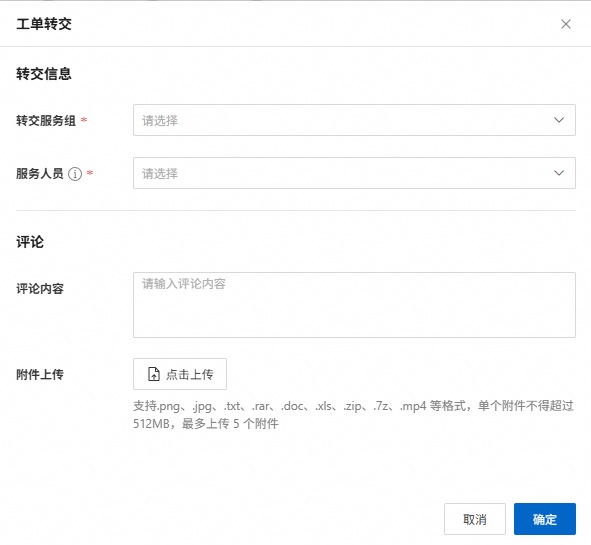 工单转交
转交信息
转交服务组 *
请选择
服务人员 *
请选择
评论
评论内容
请输入评论内容
附件上传
点击上传
支持.png、.jpg、.txt、.rar、.doc、.xls、.zip、.7z、.mp4 等格式，单个附件不得超过
512MB，最多上传 5 个附件
取消
确定